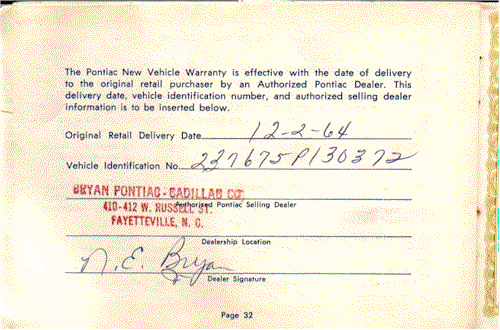 The Pontiac New Vehicle Warranty is effective with the date of delivery
to the original retail purchaser by an Authorized Pontiac Dealer. This
delivery date, vehicle identification number, and authorized selling dealer
information is to be inserted below.
Original Retail Delivery Date 12-2-64
Vehicle Identification No. 237675P130372
BRYAN PONTIAC-CADILLAC CO.
410-412 W. RUSSELL ST.
Authorized Pontiac Selling Dealer
FAYETTEVILLE, N. C.
Dealership Location
N. E. Bryan
Dealer Signature
Page 32